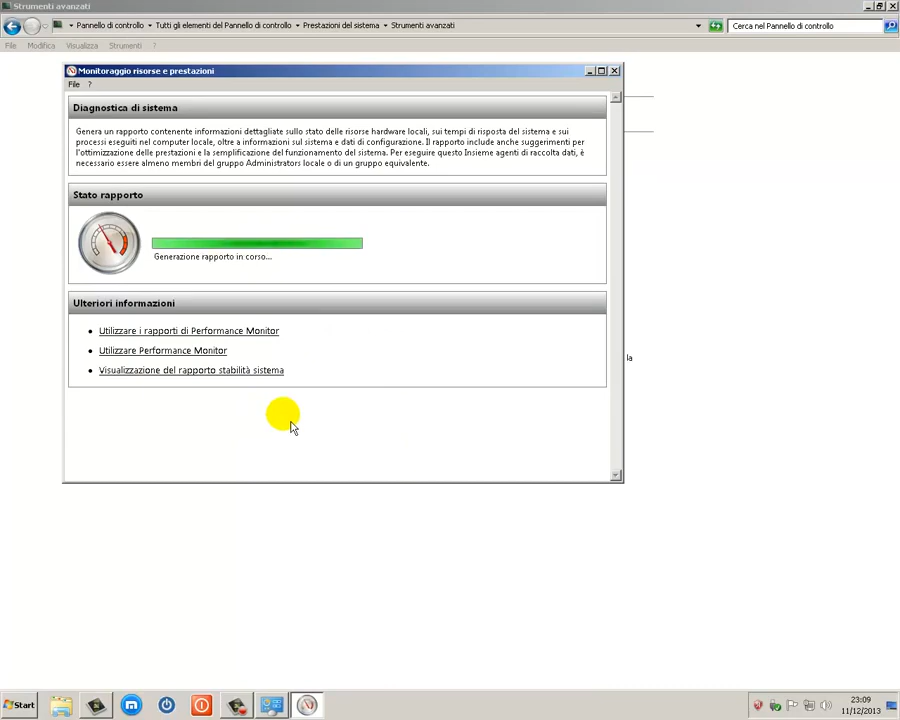 Strumenti avanzati
Pannello di controllo
Tutti gli elementi del Pannello di controllo
Prestazioni del sistema
Strumenti avanzati
Cerca nel Pannello di controllo
File Modifica Visualizza Strumenti ?
Monitoraggio risorse e prestazioni
File ?
Diagnostica di sistema
Genera un rapporto contenente informazioni dettagliate sullo stato delle risorse hardware locali, sui tempi di risposta del sistema e sui
processi eseguiti nel computer locale, oltre a informazioni sul sistema e dati di configurazione. Il rapporto include anche suggerimenti per
l'ottimizzazione delle prestazioni e la semplificazione del funzionamento del sistema. Per eseguire questo Insieme agenti di raccolta dati, è
necessario essere almeno membri del gruppo Administrators locale o di un gruppo equivalente.
Stato rapporto
Generazione rapporto in corso...
Ulteriori informazioni
Utilizzare i rapporti di Performance Monitor
Utilizzare Performance Monitor
la
Visualizzazione del rapporto stabilità sistema
Start
23:09
11/12/2013